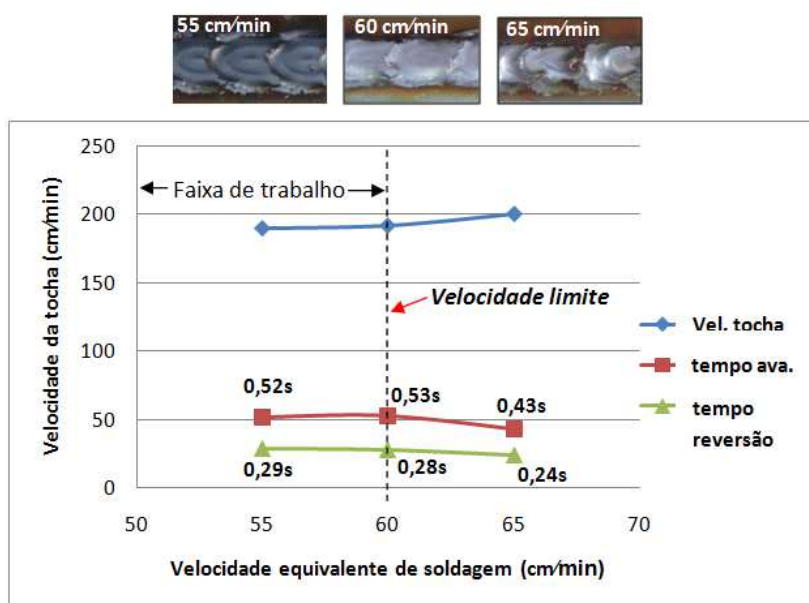 55 cm/min
60 cm/min
65 cm/min
250
200
150
100
50
0
Velocidade da tocha (cm/min)
Faixa de trabalho
Velocidade limite
0,52s
0,53s
0,43s
0,29s
0,28s
0,24s
Vel. tocha
tempo ava.
tempo
reversão
50
55
60
65
70
Velocidade equivalente de soldagem (cm/min)